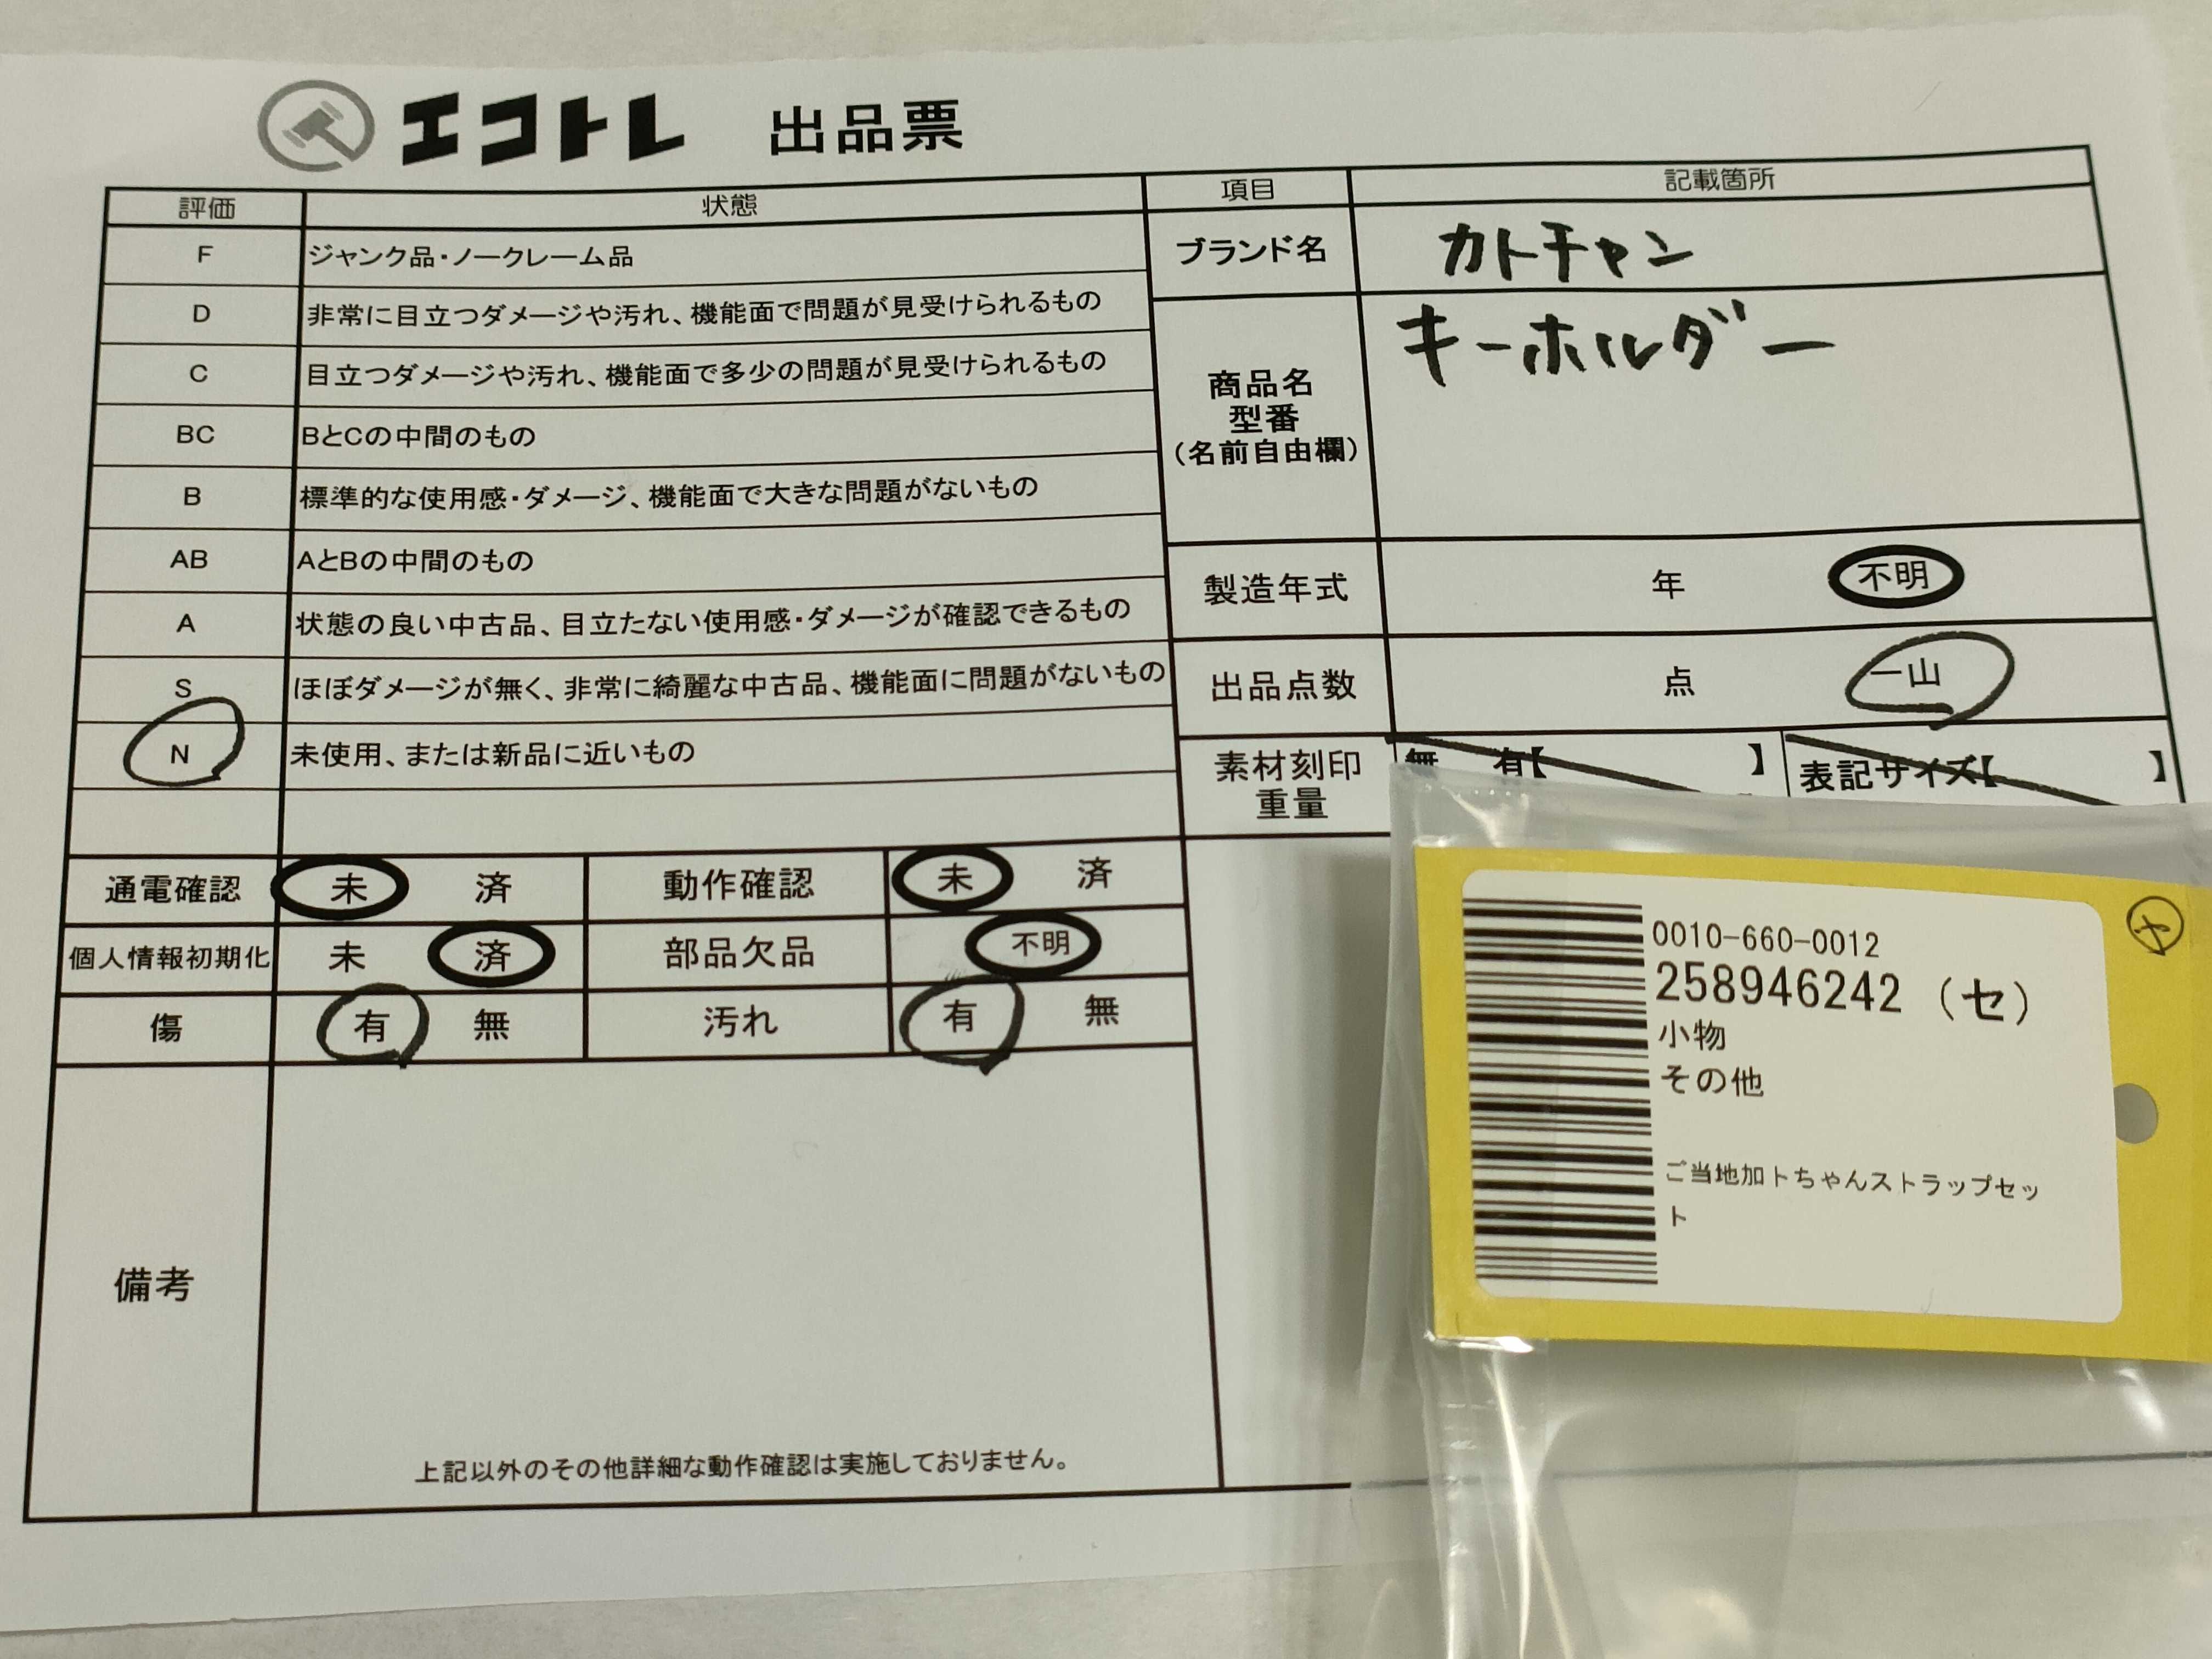 エコトレ 出品票
評価 状態 項目 記載箇所
F ジャンク品・ノークレーム品
D 非常に目立つダメージや汚れ、機能面で問題が見受けられるもの
C 目立つダメージや汚れ、機能面で多少の問題が見受けられるもの
BC BとCの中間のもの
B 標準的な使用感・ダメージ、機能面で大きな問題がないもの
AB AとBの中間のもの
A 状態の良い中古品、目立たない使用感・ダメージが確認できるもの
S ほぼダメージが無く、非常に綺麗な中古品、機能面に問題がないもの
N 未使用、または新品に近いもの
ブランド名 カトチャン
商品名
型番
(名前自由欄)
キーホルダー
製造年式 年 不明
出品点数 点 一山
素材刻印
重量
無 有【 】 表記サイズ【 】
通電確認 未 済 動作確認 未 済
個人情報初期化 未 済 部品欠品 不明
傷 有 無 汚れ 有 無
備考
上記以外のその他詳細な動作確認は実施しておりません。
0010-660-0012
258946242 (セ)
小物
その他
ご当地加トちゃんストラップセッ
ト